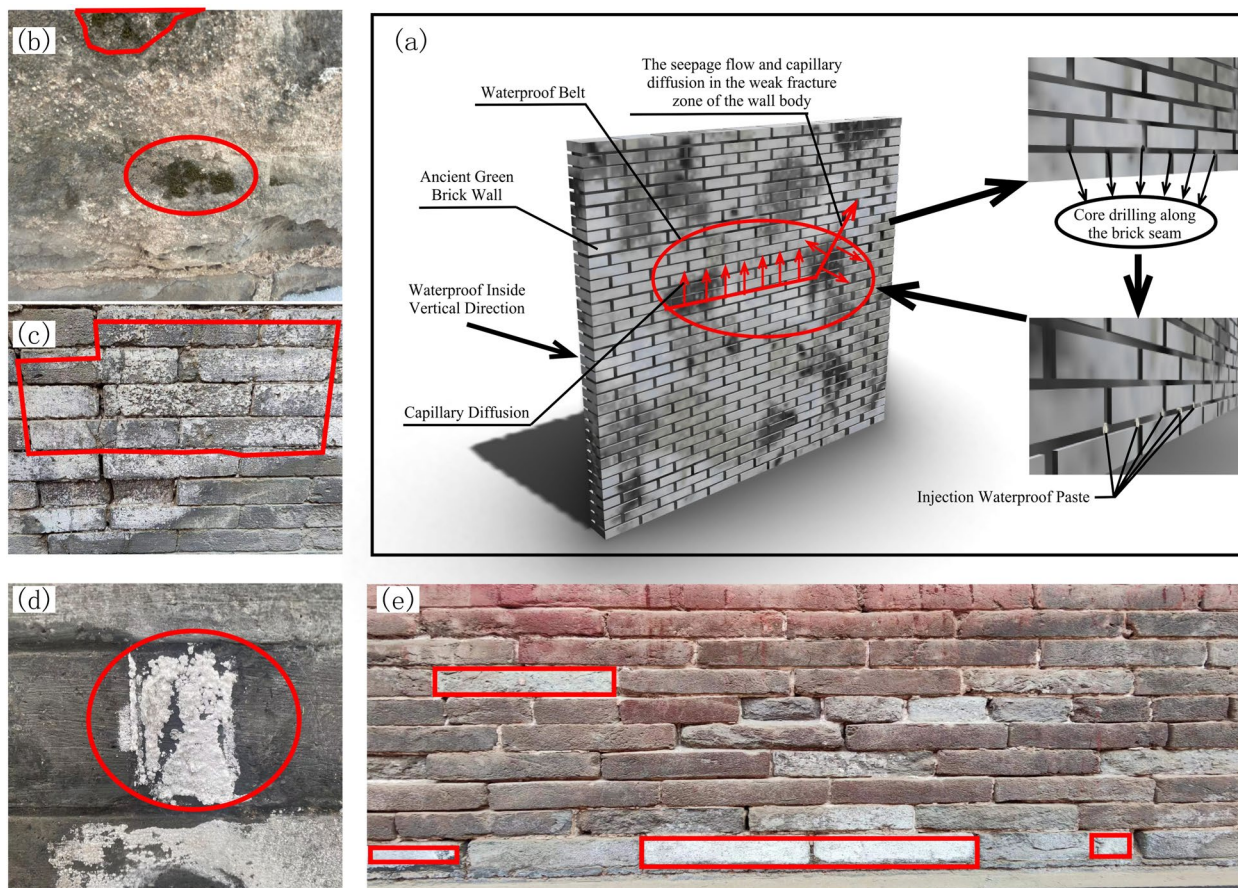 (b)
(a)
The seepage flow and capillary
diffusion in the weak fracture
zone of the wall body
Waterproof Belt
Ancient Green
Brick Wall
Core drilling along
the brick seam
Waterproof Inside
Vertical Direction
(c)
Capillary Diffusion
Injection Waterproof Paste
(d)
(e)